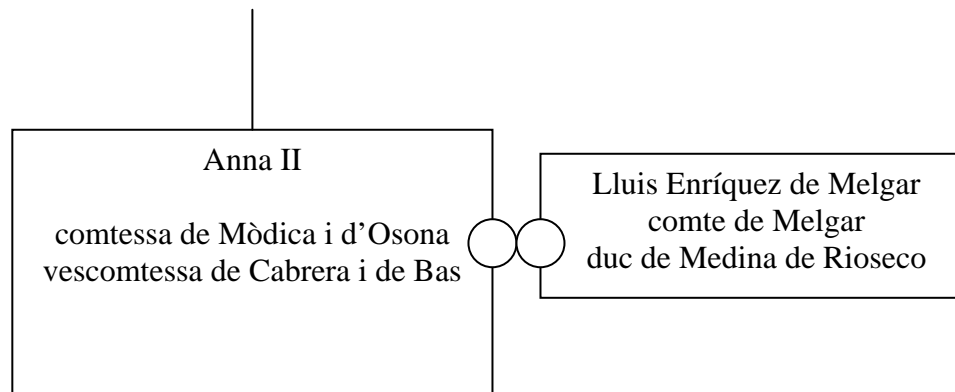 Anna II
comtessa de Mòdica i d’Osona
vescomtessa de Cabrera i de Bas
Lluis Enríquez de Melgar
comte de Melgar
duc de Medina de Rioseco